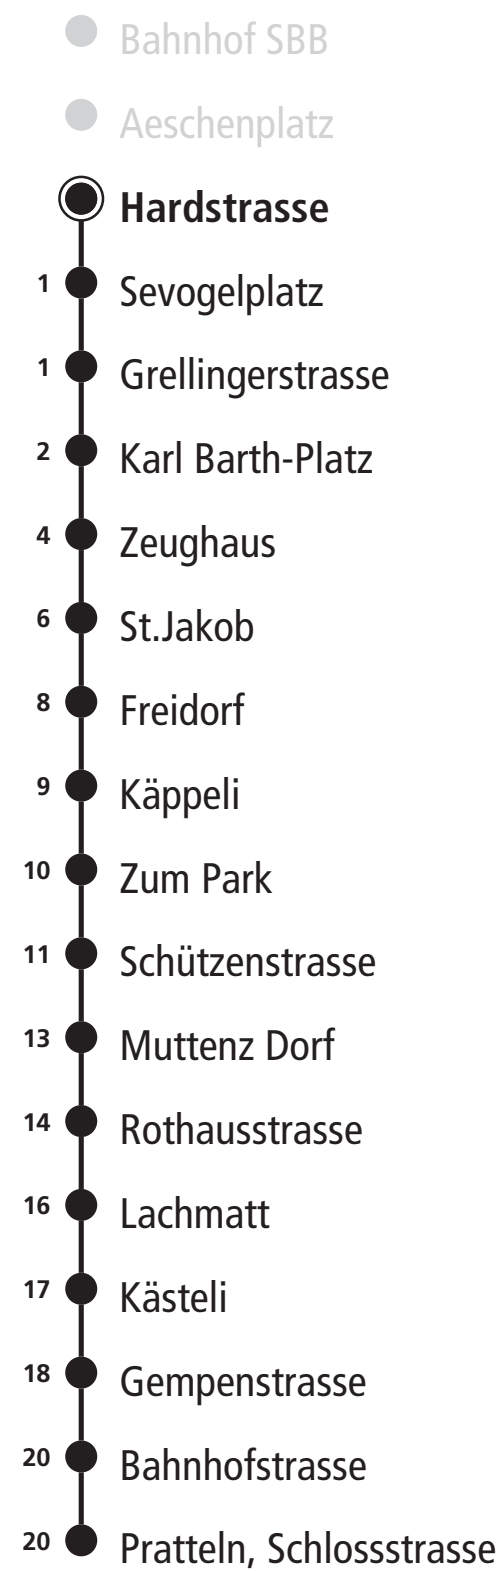 Bahnhof SBB
Aeschenplatz
Hardstrasse
1 Sevogelplatz
1 Grellingerstrasse
2 Karl Barth-Platz
4 Zeughaus
6 St.Jakob
8 Freidorf
9 Käppeli
10 Zum Park
11 Schützenstrasse
13 Muttenz Dorf
14 Rothausstrasse
16 Lachmatt
17 Kästeli
18 Gempenstrasse
20 Bahnhofstrasse
20 Pratteln, Schlossstrasse